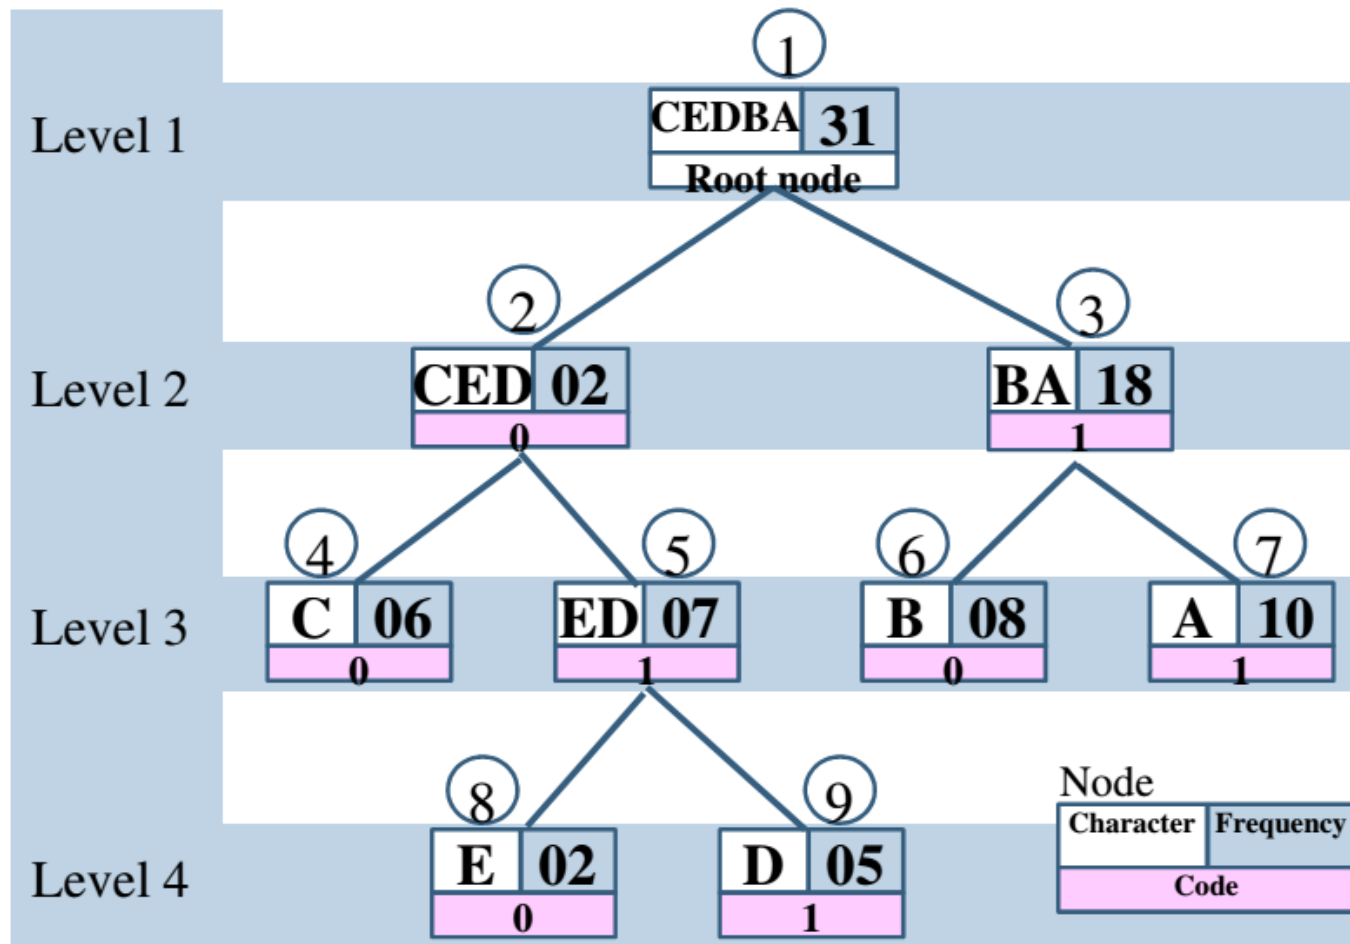 1
Level 1
CEDBA 31
Root node
2 3
Level 2
CED 02 BA 18
0 1
4 5 6 7
Level 3
C 06 ED 07 B 08 A 10
0 1 0 1
8 9
Node
Character Frequency
Level 4
E 02 D 05
Code
0 1